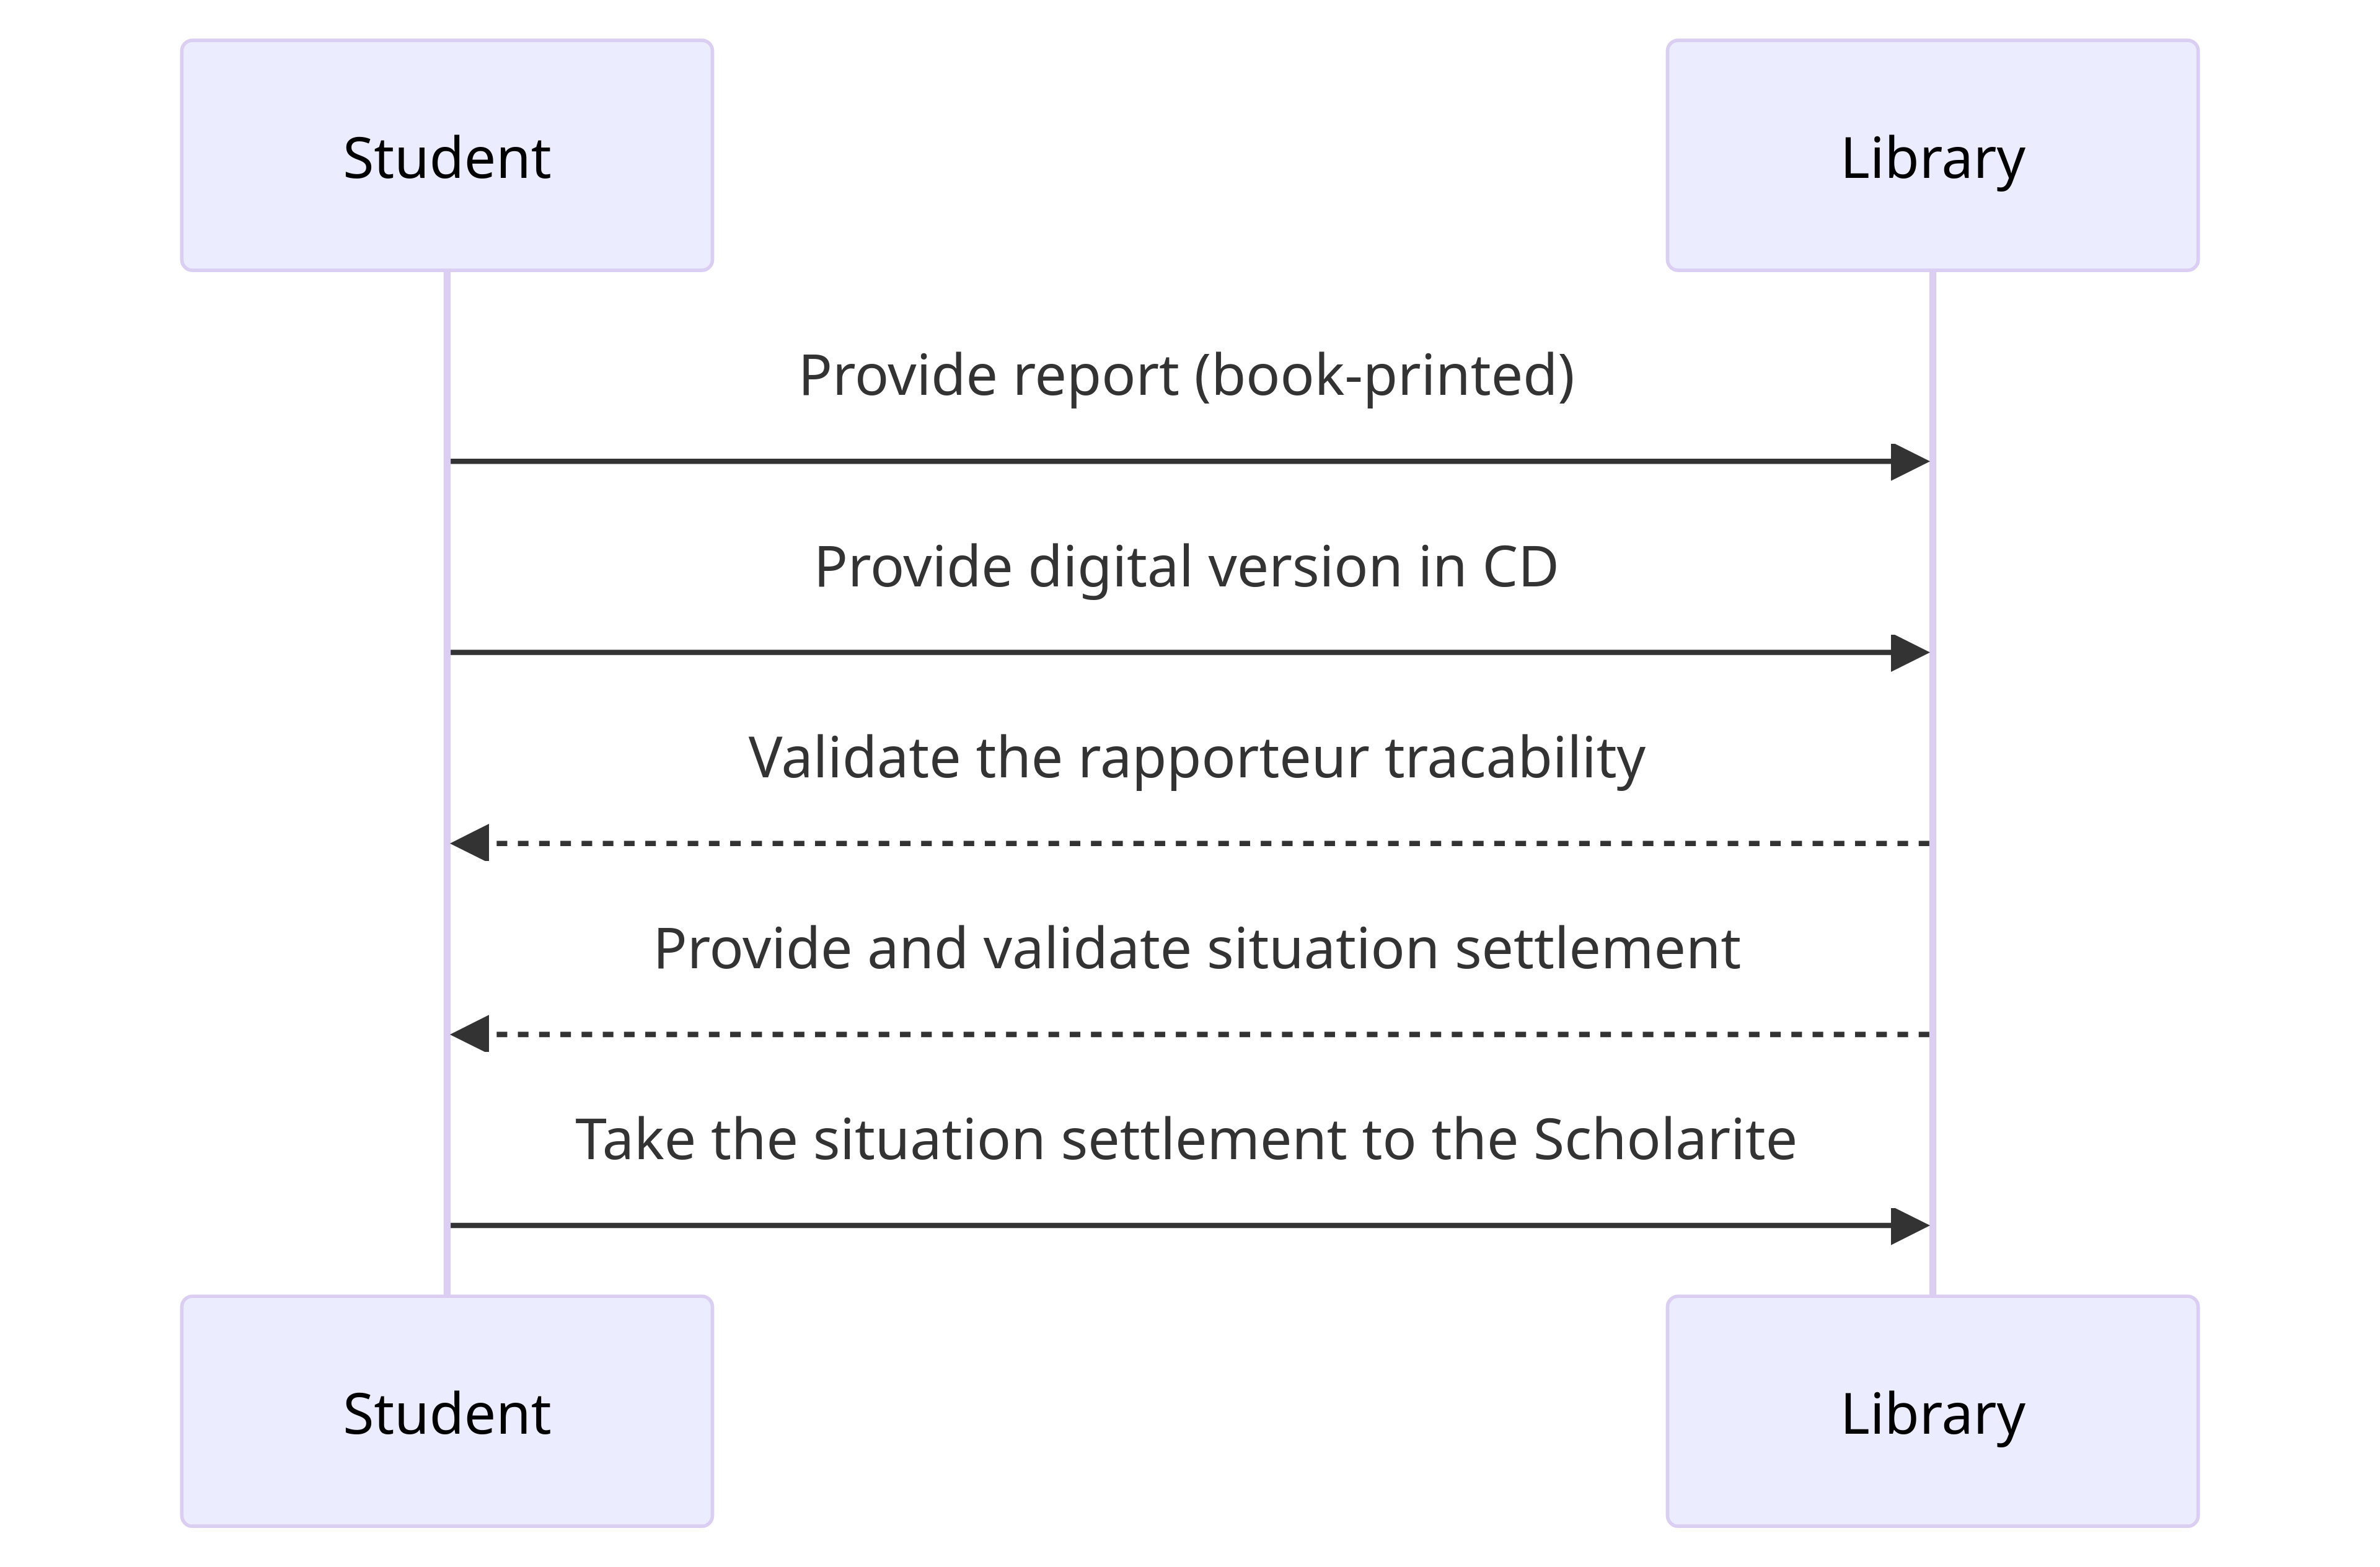 Student
Library
Provide report (book-printed)
Provide digital version in CD
Validate the rapporteur tracability
Provide and validate situation settlement
Take the situation settlement to the Scholarite
Student
Library